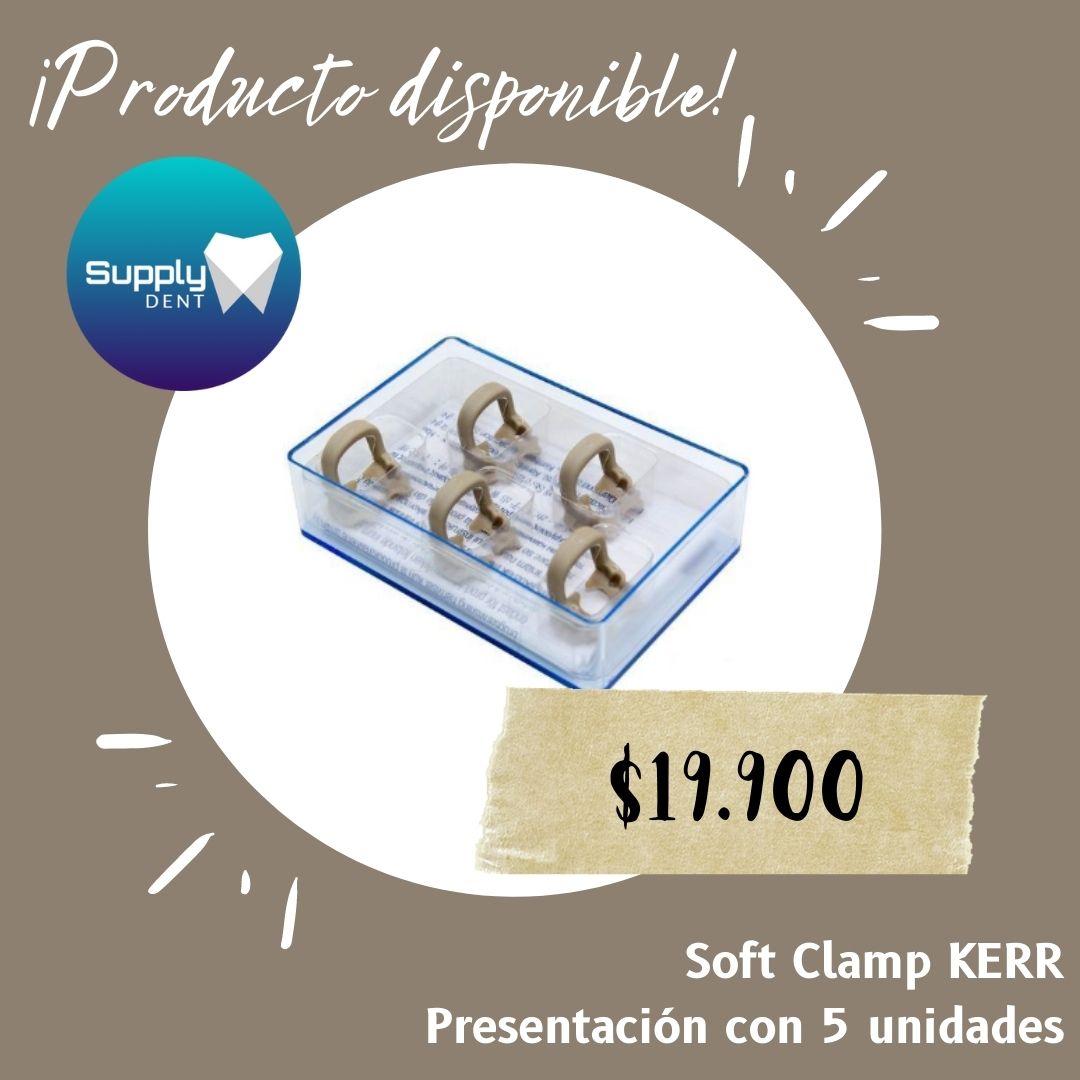 ¡Producto disponible!
Supply
DENT
$19.900
Soft Clamp KERR
Presentación con 5 unidades